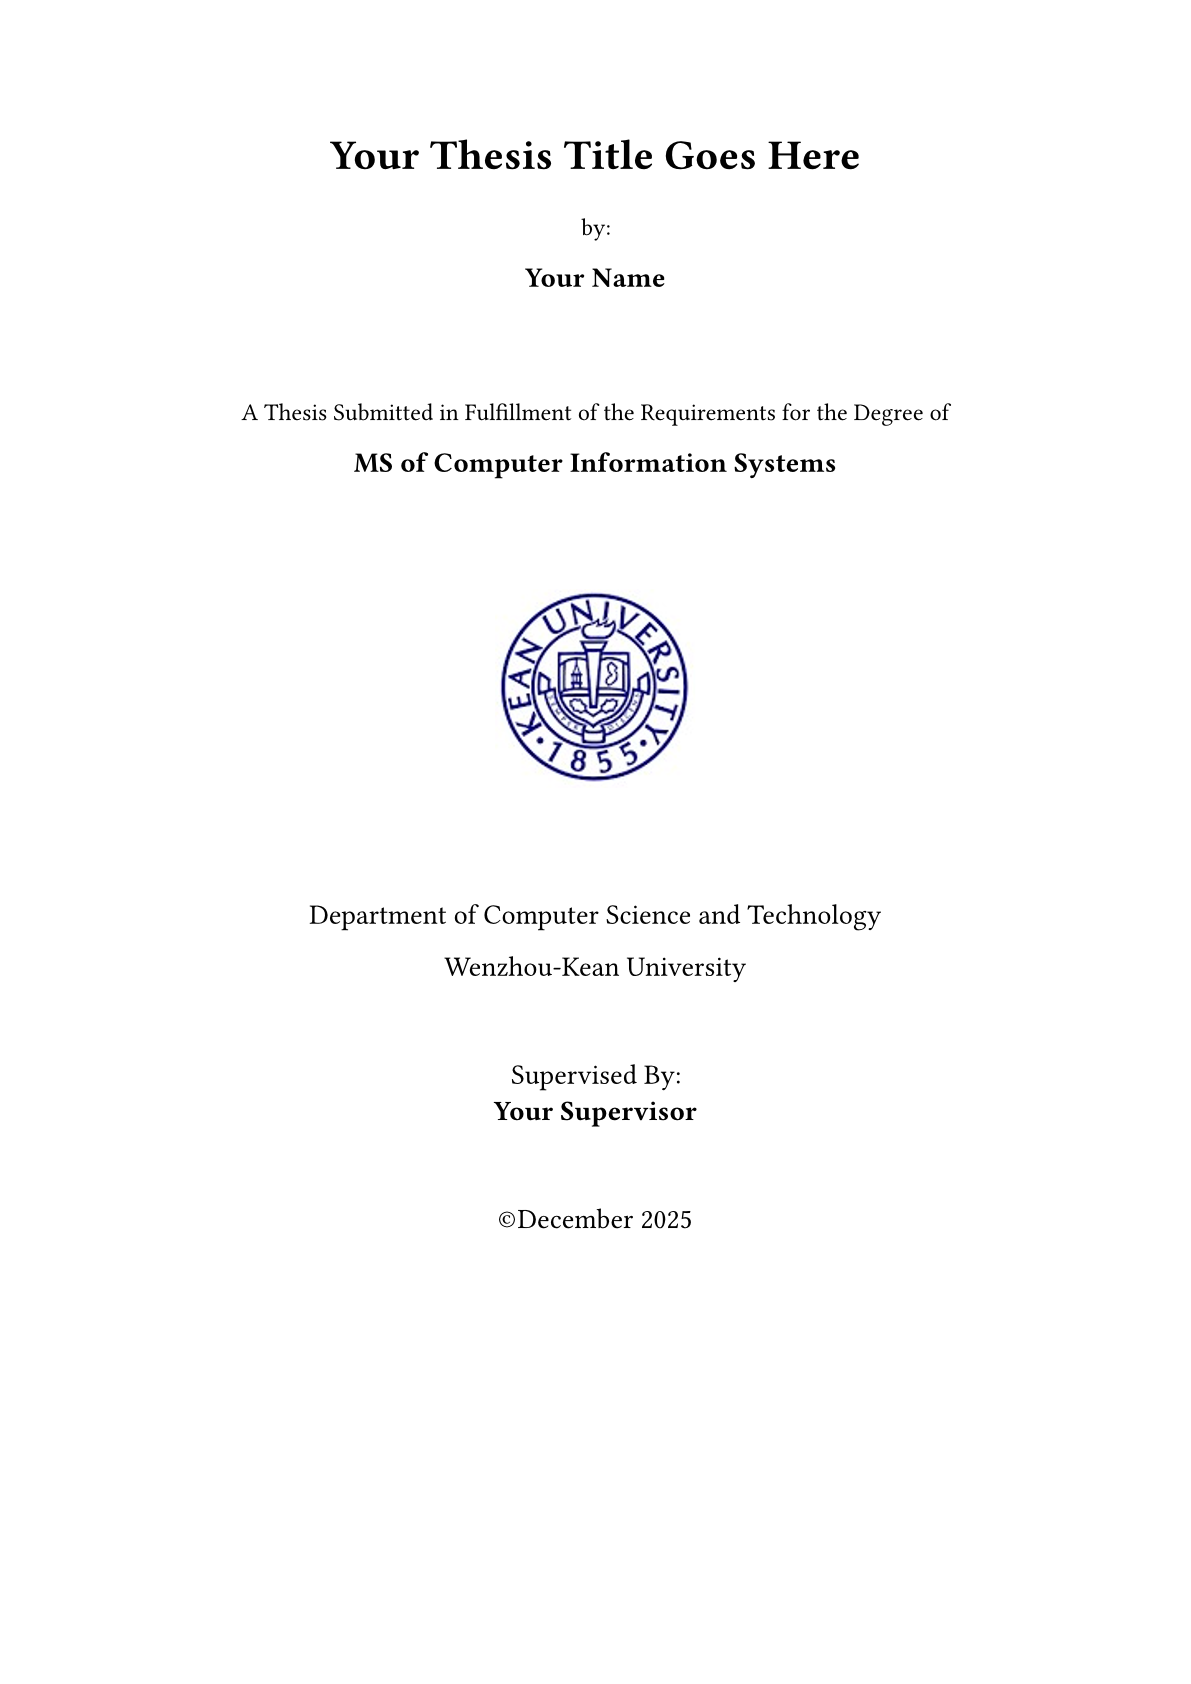 Your Thesis Title Goes Here
by:
Your Name
A Thesis Submitted in Fulfillment of the Requirements for the Degree of
MS of Computer Information Systems
KEAN UNIVERSITY
1855
SEMPER DISCENS
Department of Computer Science and Technology
Wenzhou-Kean University
Supervised By:
Your Supervisor
©December 2025